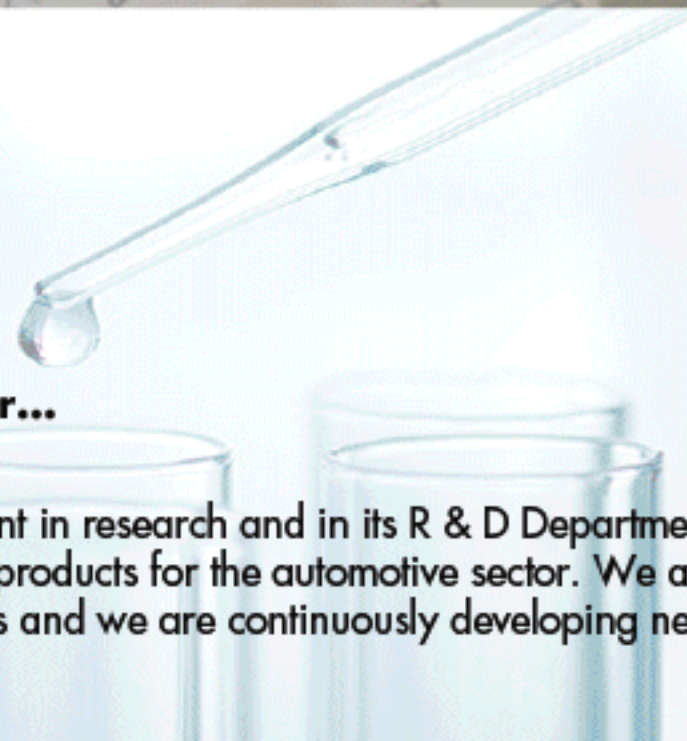 r...
nt in research and in its R & D Departme
products for the automotive sector. We a
s and we are continuously developing ne